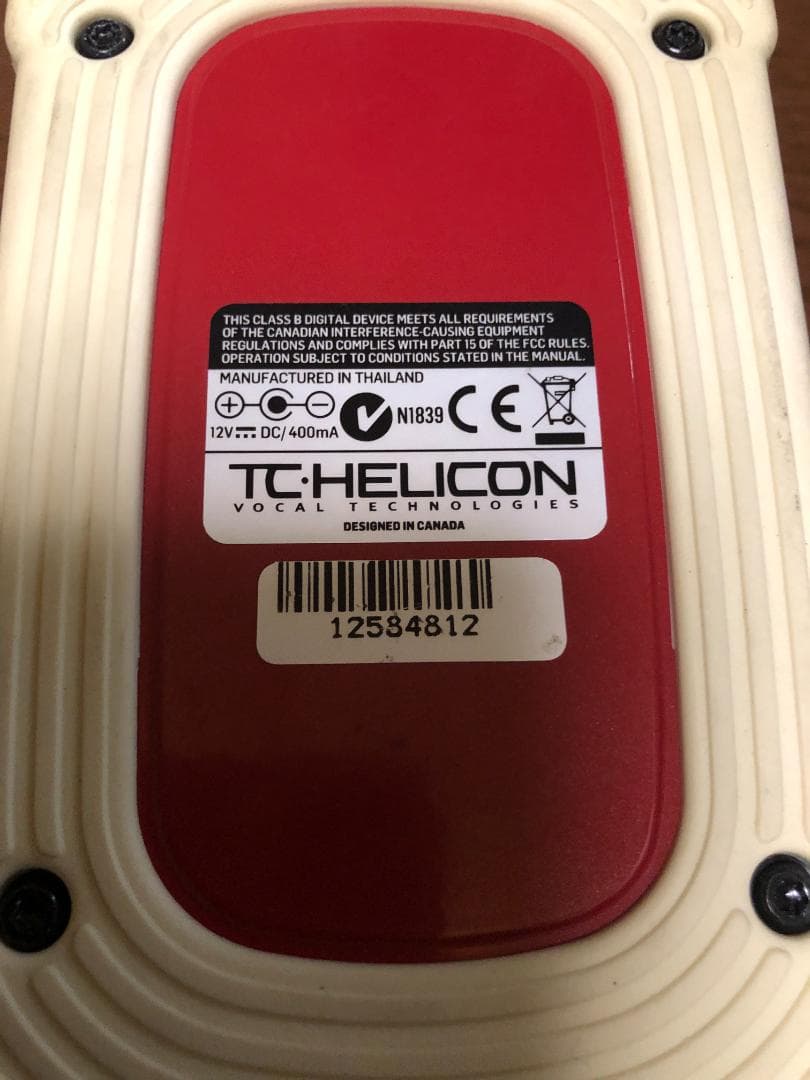 THIS CLASS B DIGITAL DEVICE MEETS ALL REQUIREMENTS
OF THE CANADIAN INTERFERENCE-CAUSING EQUIPMENT
REGULATIONS AND COMPLIES WITH PART 15 OF THE FCC RULES.
OPERATION SUBJECT TO CONDITIONS STATED IN THE MANUAL.
MANUFACTURED IN THAILAND
N1839 CE
12V DC/400mA
TC·HELICON
VOCAL TECHNOLOGIES
DESIGNED IN CANADA
12584812